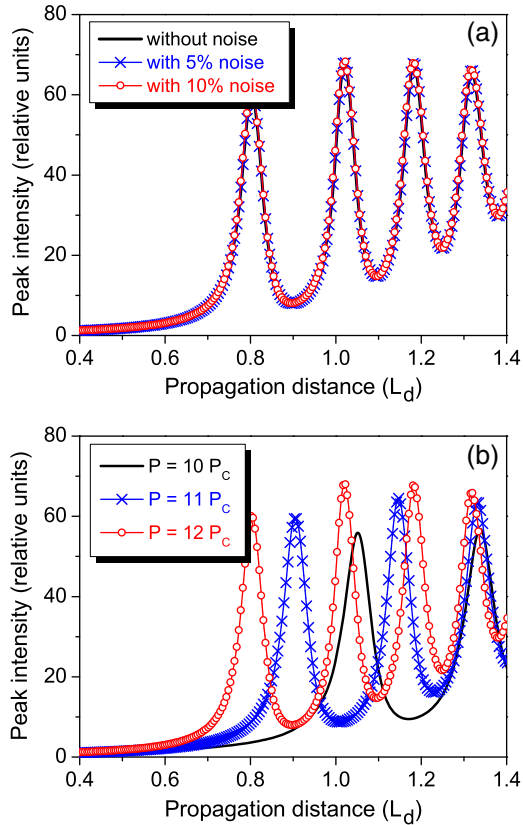 (a)
without noise
with 5% noise
with 10% noise
Peak intensity (relative units)
80
60
40
20
0
0.4 0.6 0.8 1.0 1.2 1.4
Propagation distance (L_d)
(b)
P = 10 P_C
P = 11 P_C
P = 12 P_C
Peak intensity (relative units)
80
60
40
20
0
0.4 0.6 0.8 1.0 1.2 1.4
Propagation distance (L_d)